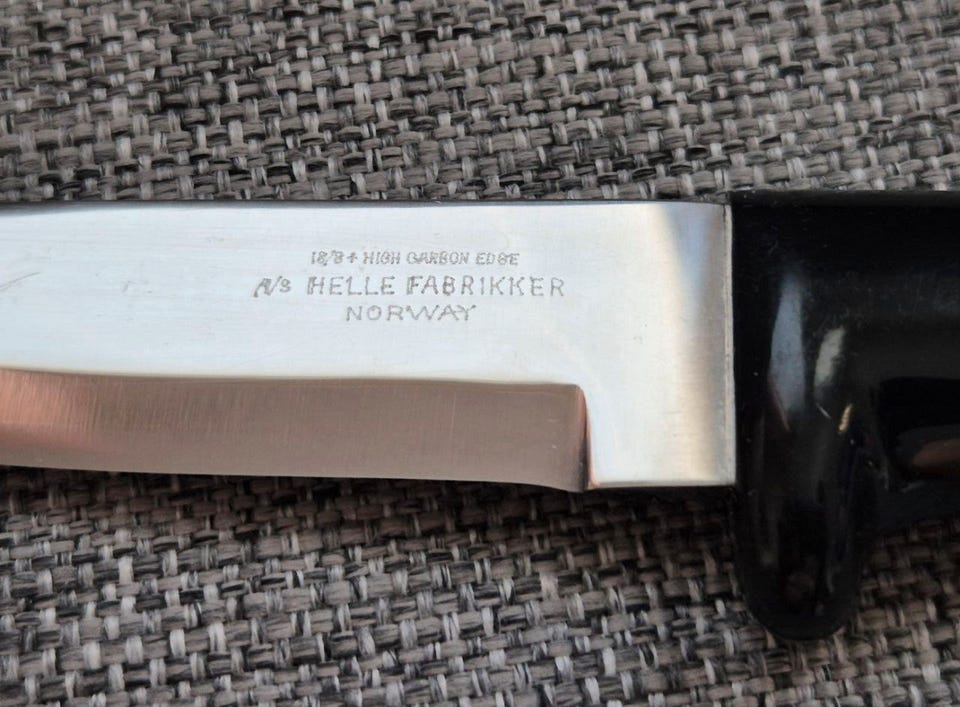 18/8 + HIGH CARBON EDGE
A/S HELLE FABRIKKER
NORWAY